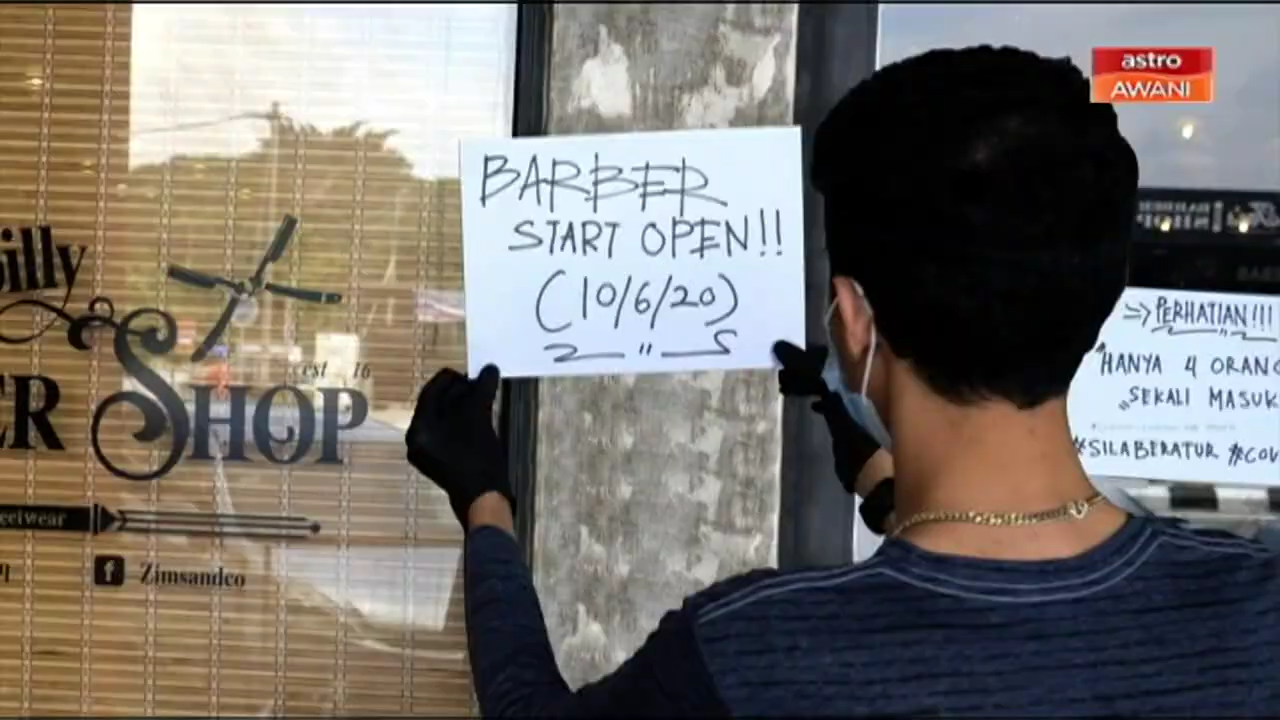 astro
AWANI
BARBER
START OPEN!!
(10/6/20)
illy
ER SHOP
est 16
eetwear
Zimsandco
=>> PERHATIAN!!!
HANYA 4 ORANG
SEKALI MASUK
#SILABERATUR #COV